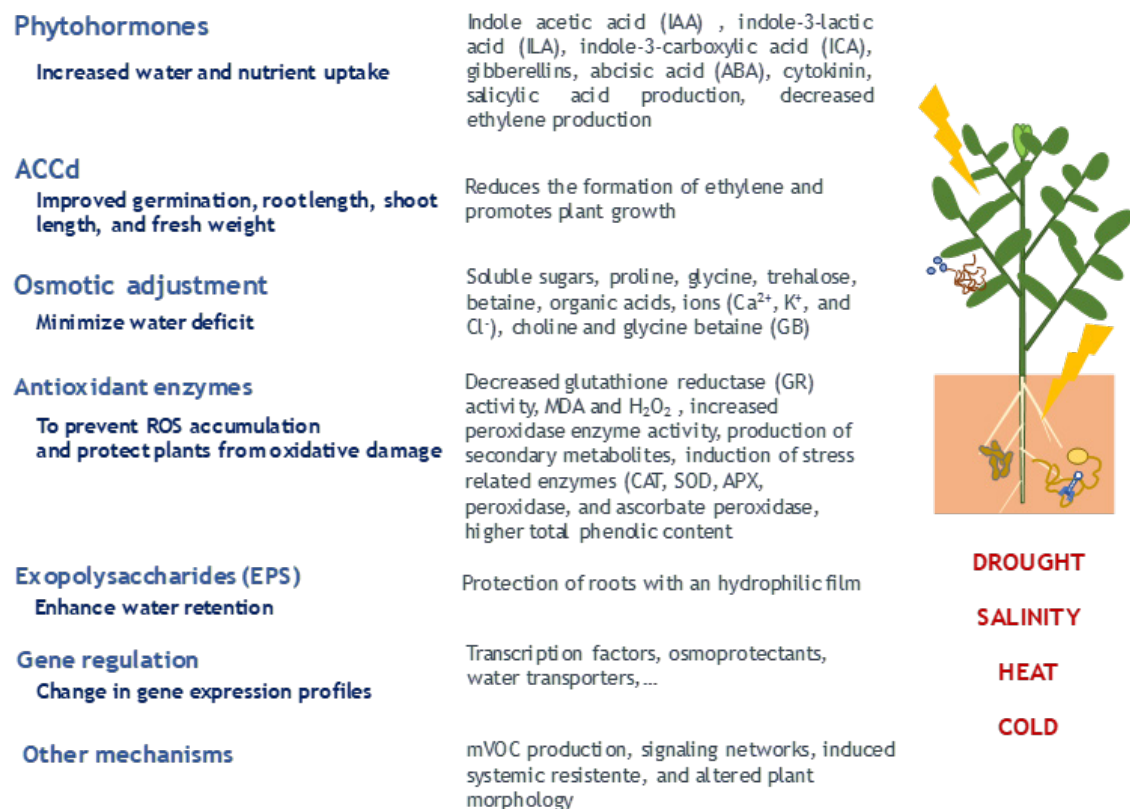 Phytohormones
Increased water and nutrient uptake
Indole acetic acid (IAA) , indole-3-lactic
acid (ILA), indole-3-carboxylic acid (ICA),
gibberellins, abcisic acid (ABA), cytokinin,
salicylic acid production, decreased
ethylene production
ACCd
Improved germination, root length, shoot
length, and fresh weight
Reduces the formation of ethylene and
promotes plant growth
Osmotic adjustment
Minimize water deficit
Soluble sugars, proline, glycine, trehalose,
betaine, organic acids, ions (Ca²⁺, K⁺, and
Cl⁻), choline and glycine betaine (GB)
Antioxidant enzymes
To prevent ROS accumulation
and protect plants from oxidative damage
Decreased glutathione reductase (GR)
activity, MDA and H₂O₂ , increased
peroxidase enzyme activity, production of
secondary metabolites, induction of stress
related enzymes (CAT, SOD, APX,
peroxidase, and ascorbate peroxidase,
higher total phenolic content
Exopolysaccharides (EPS)
Enhance water retention
Protection of roots with an hydrophilic film
Gene regulation
Change in gene expression profiles
Transcription factors, osmoprotectants,
water transporters,...
Other mechanisms
mVOC production, signaling networks, induced
systemic resistente, and altered plant
morphology
DROUGHT
SALINITY
HEAT
COLD